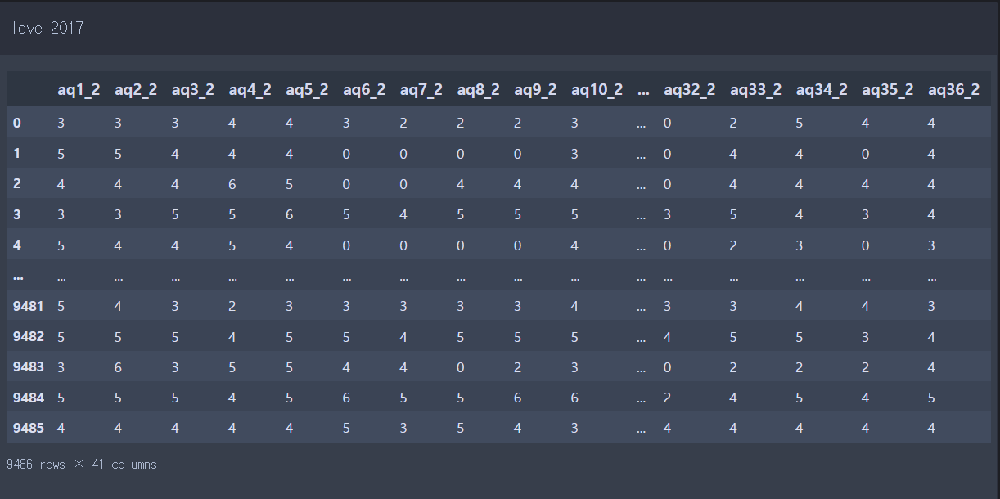 level2017
aq1_2 aq2_2 aq3_2 aq4_2 aq5_2 aq6_2 aq7_2 aq8_2 aq9_2 aq10_2 ... aq32_2 aq33_2 aq34_2 aq35_2 aq36_2
0 3 3 3 4 4 3 2 2 2 3 ... 0 2 5 4 4
1 5 5 4 4 4 0 0 0 0 3 ... 0 4 4 0 4
2 4 4 4 6 5 0 0 4 4 4 ... 0 4 4 4 4
3 3 3 5 5 6 5 4 5 5 5 ... 3 5 4 3 4
4 5 4 4 5 4 0 0 0 0 4 ... 0 2 3 0 3
... ... ... ... ... ... ... ... ... ... ... ... ... ... ... ... ...
9481 5 4 3 2 3 3 3 3 3 4 ... 3 3 4 4 3
9482 5 5 5 4 5 5 4 5 5 5 ... 4 5 5 3 4
9483 3 6 3 5 5 4 4 0 2 3 ... 0 2 2 2 4
9484 5 5 5 4 5 6 5 5 6 6 ... 2 4 5 4 5
9485 4 4 4 4 4 5 3 5 4 3 ... 4 4 4 4 4
9486 rows × 41 columns